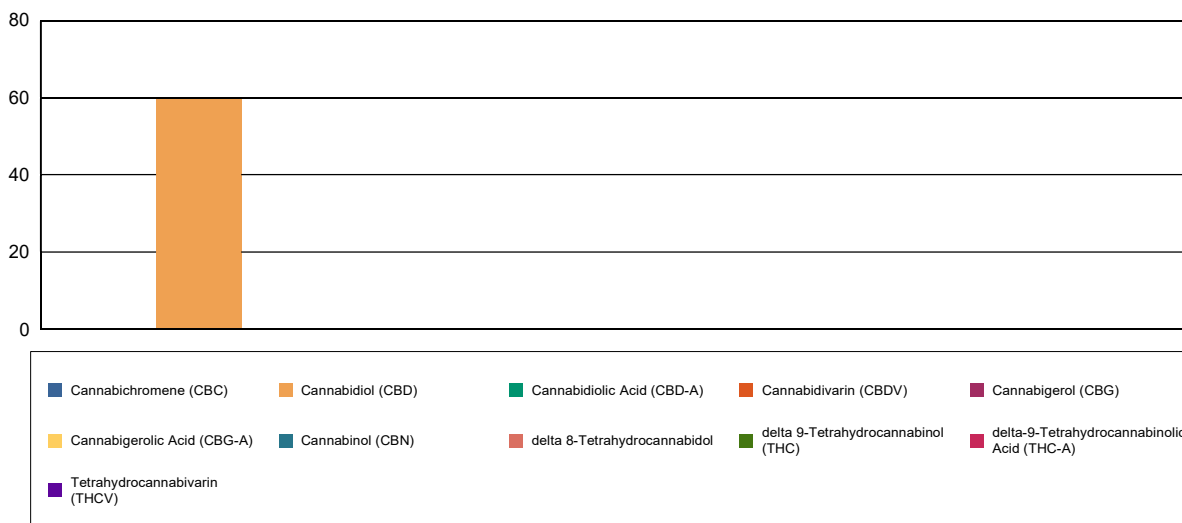 80
60
40
20
0
Cannabichromene (CBC)
Cannabidiol (CBD)
Cannabidiolic Acid (CBD-A)
Cannabidivarin (CBDV)
Cannabigerol (CBG)
Cannabigerolic Acid (CBG-A)
Cannabinol (CBN)
delta 8-Tetrahydrocannabidol
delta 9-Tetrahydrocannabinol
(THC)
delta-9-Tetrahydrocannabinolic
Acid (THC-A)
Tetrahydrocannabivarin
(THCV)